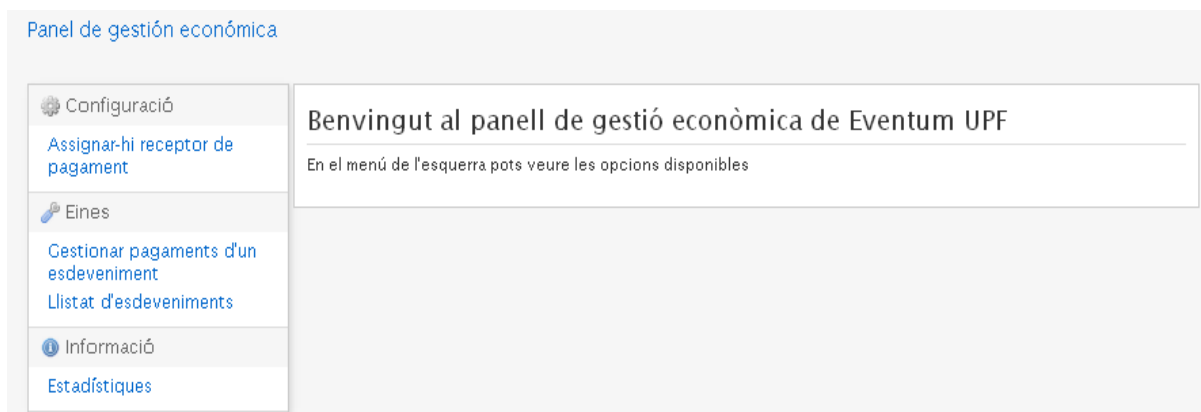 Panel de gestión económica
Configuració
Assignar-hi receptor de
pagament
Eines
Gestionar pagaments d'un
esdeveniment
Llistat d'esdeveniments
Informació
Estadístiques
Benvingut al panell de gestió econòmica de Eventum UPF
En el menú de l'esquerra pots veure les opcions disponibles